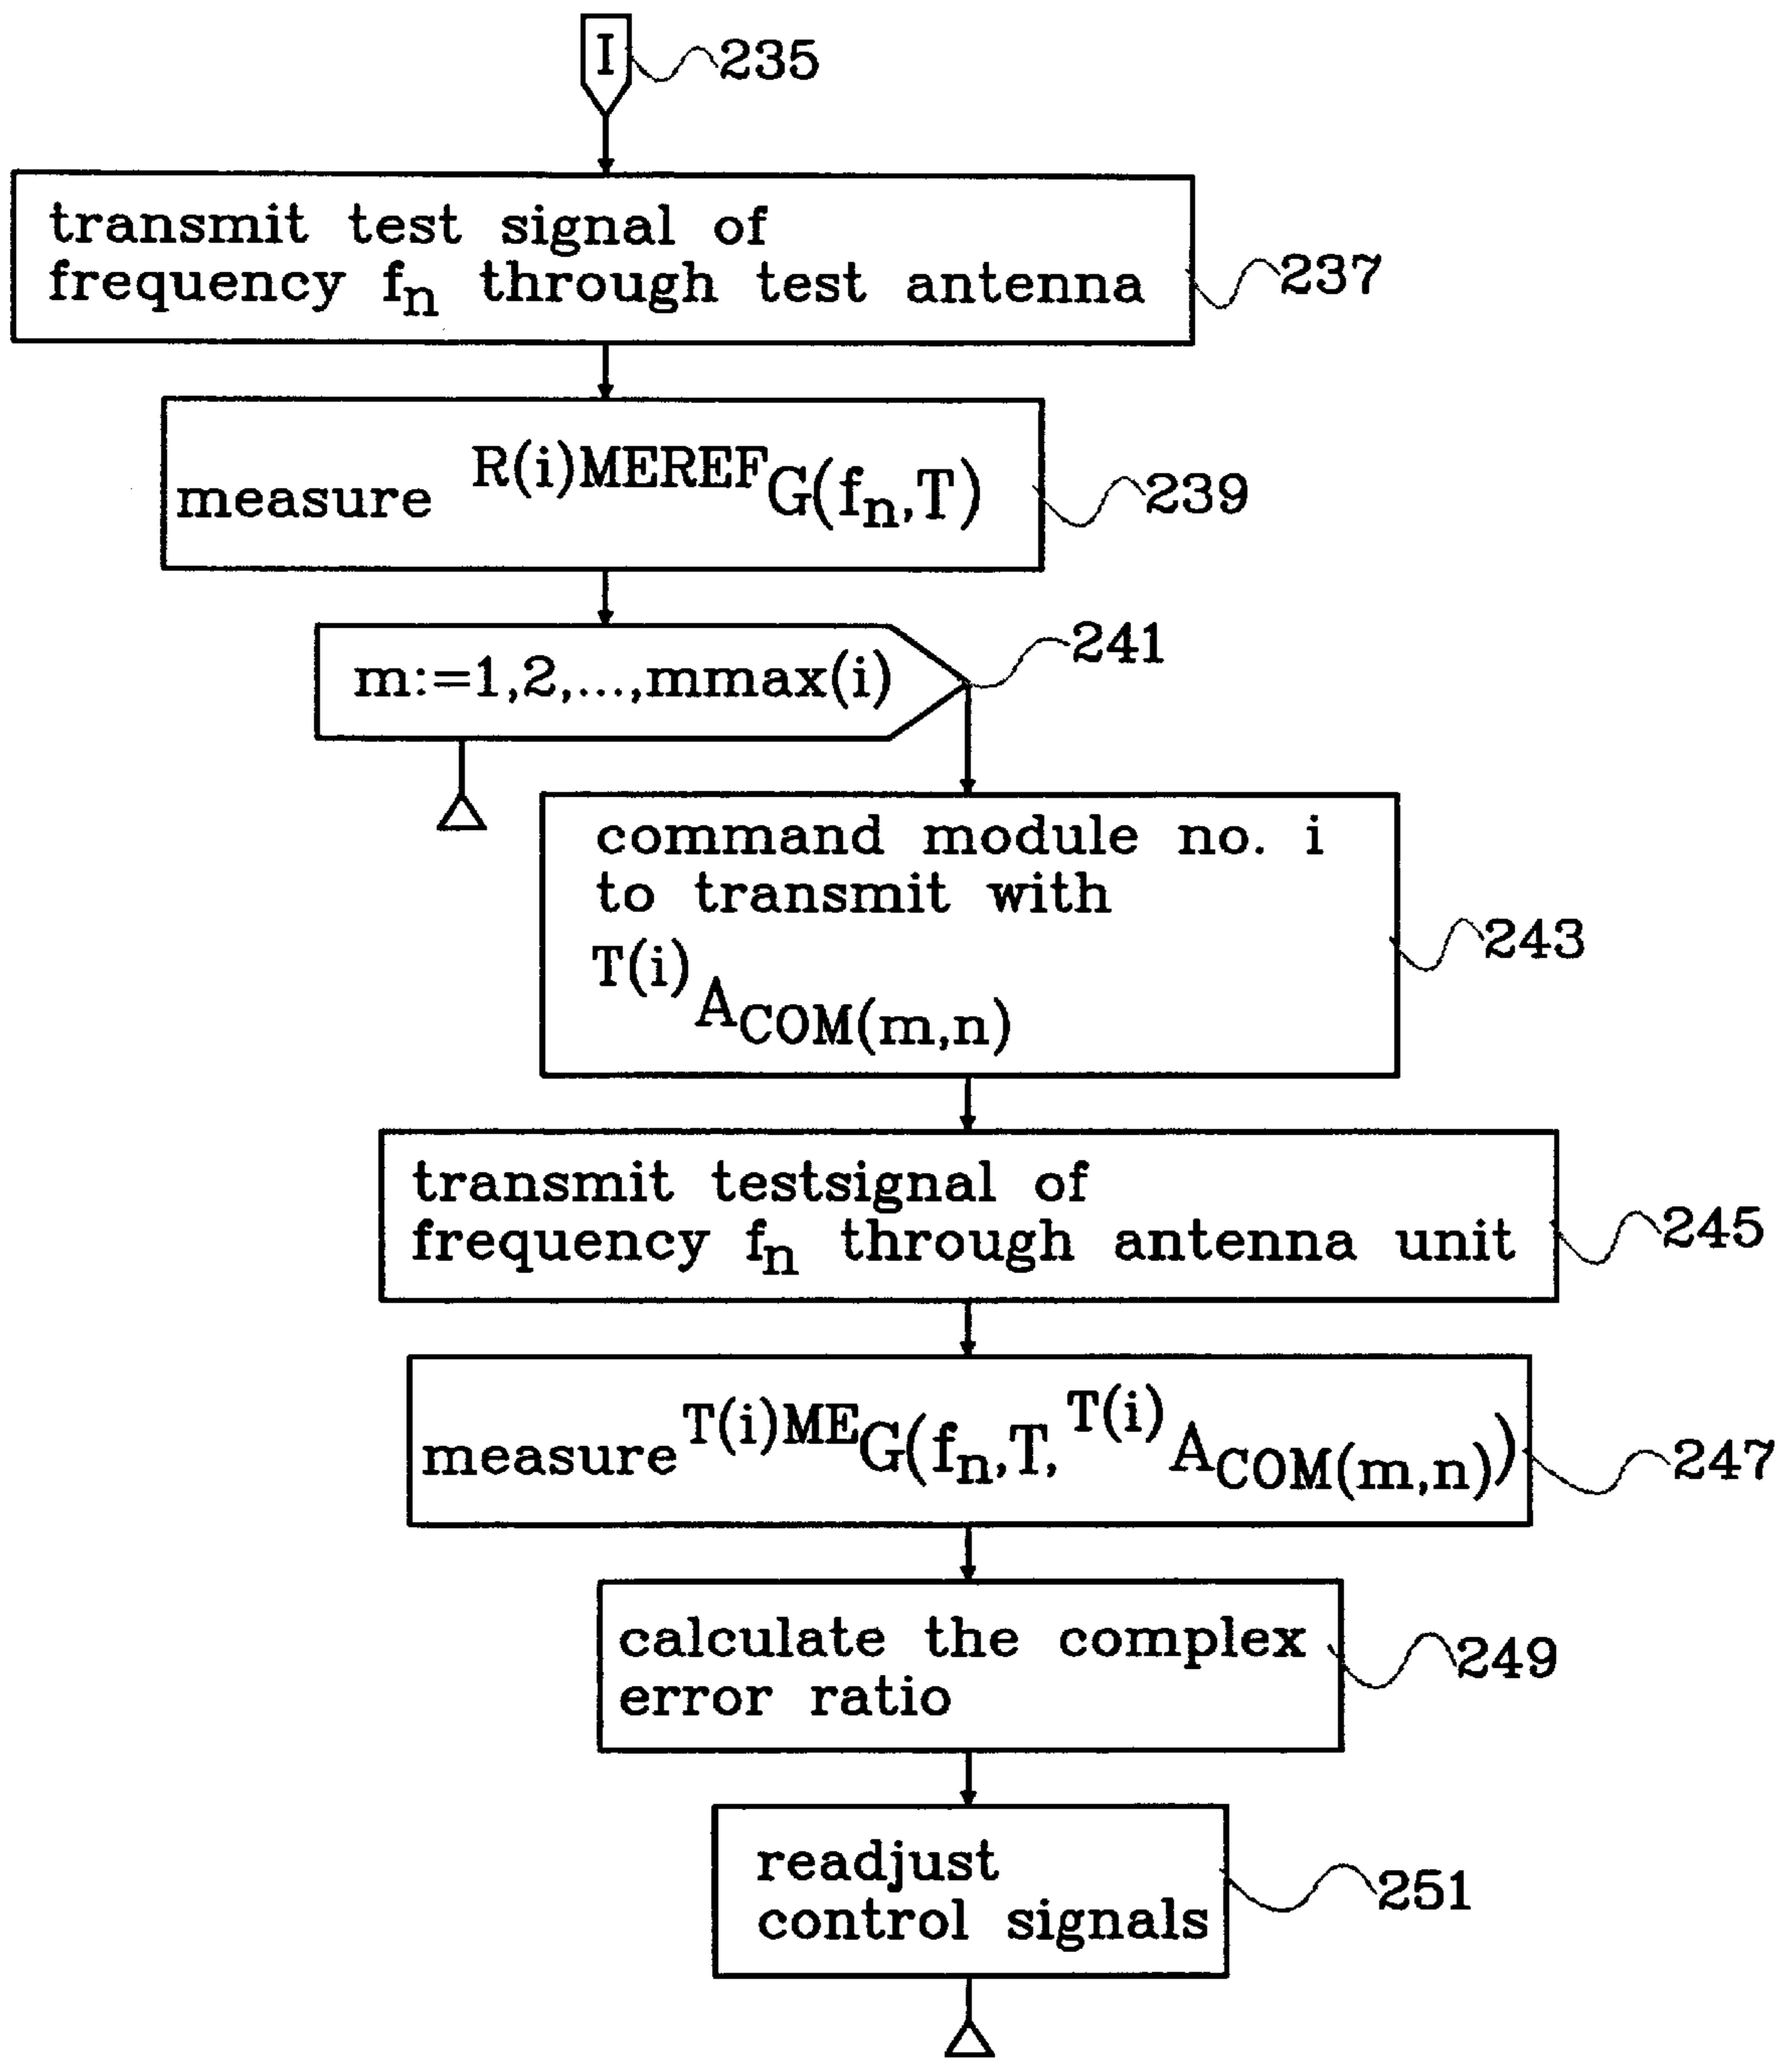 I 235
transmit test signal of
frequency fn through test antenna 237
measure R(i)MEREFG(fn,T) 239
m:=1,2,...,mmax(i) 241
command module no. i
to transmit with
T(i)ACOM(m,n) 243
transmit testsignal of
frequency fn through antenna unit 245
measure T(i)MEG(fn,T, T(i)ACOM(m,n)) 247
calculate the complex
error ratio 249
readjust
control signals 251